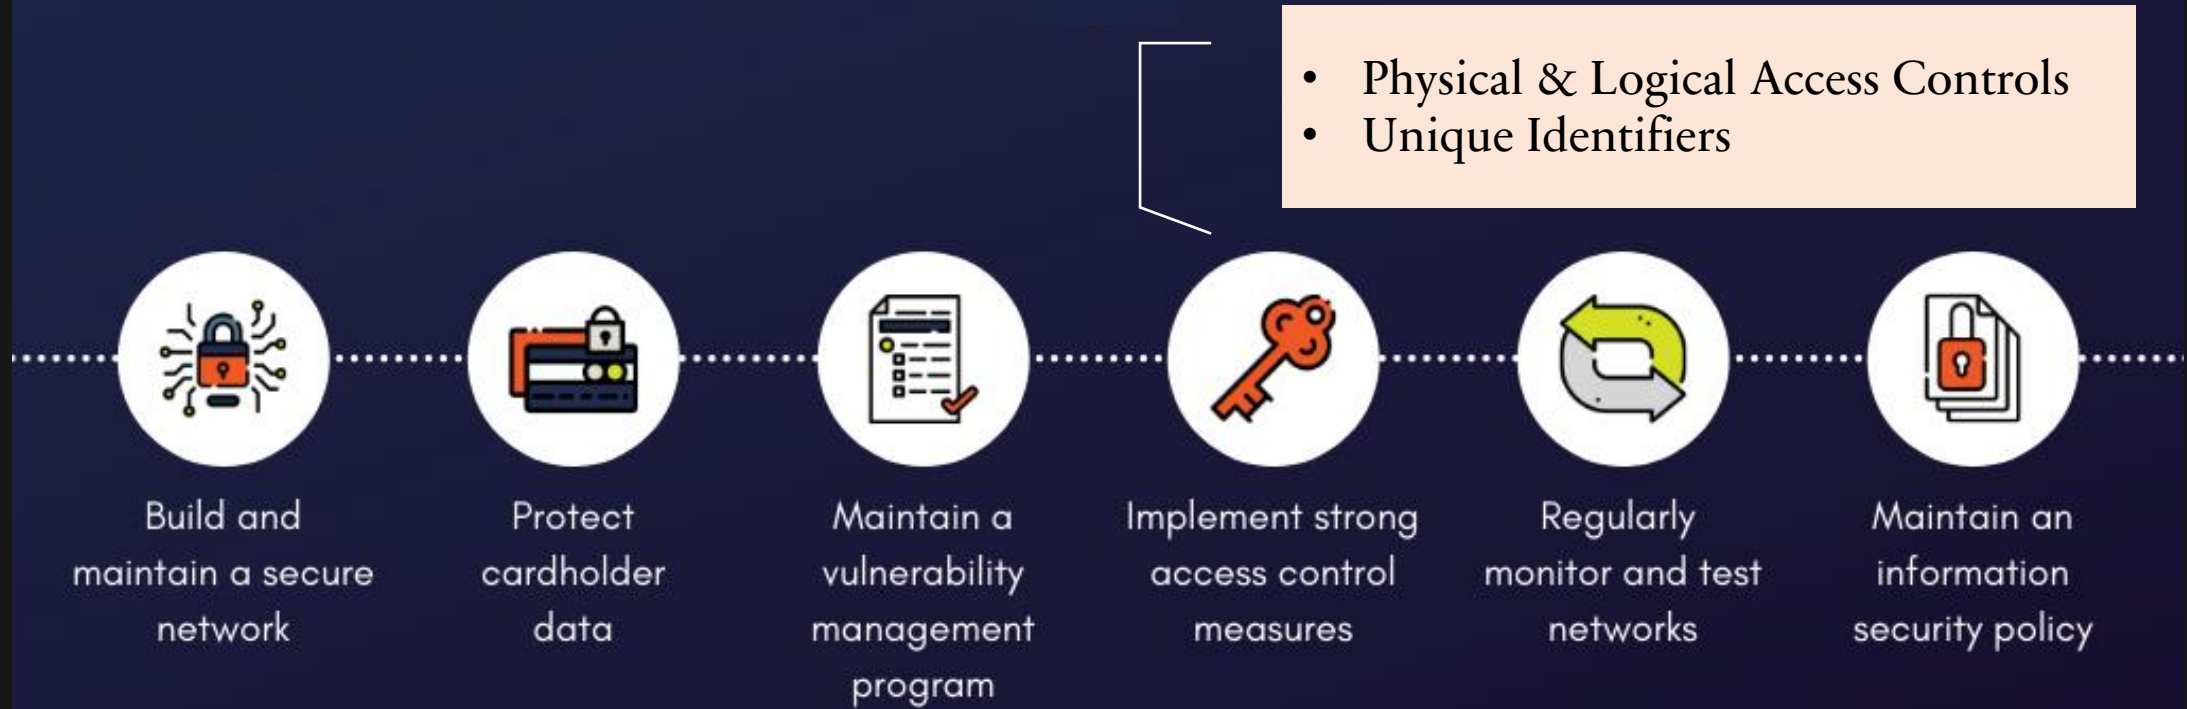 • Physical & Logical Access Controls
• Unique Identifiers
Build and
maintain a secure
network
Protect
cardholder
data
Maintain a
vulnerability
management
program
Implement strong
access control
measures
Regularly
monitor and test
networks
Maintain an
information
security policy